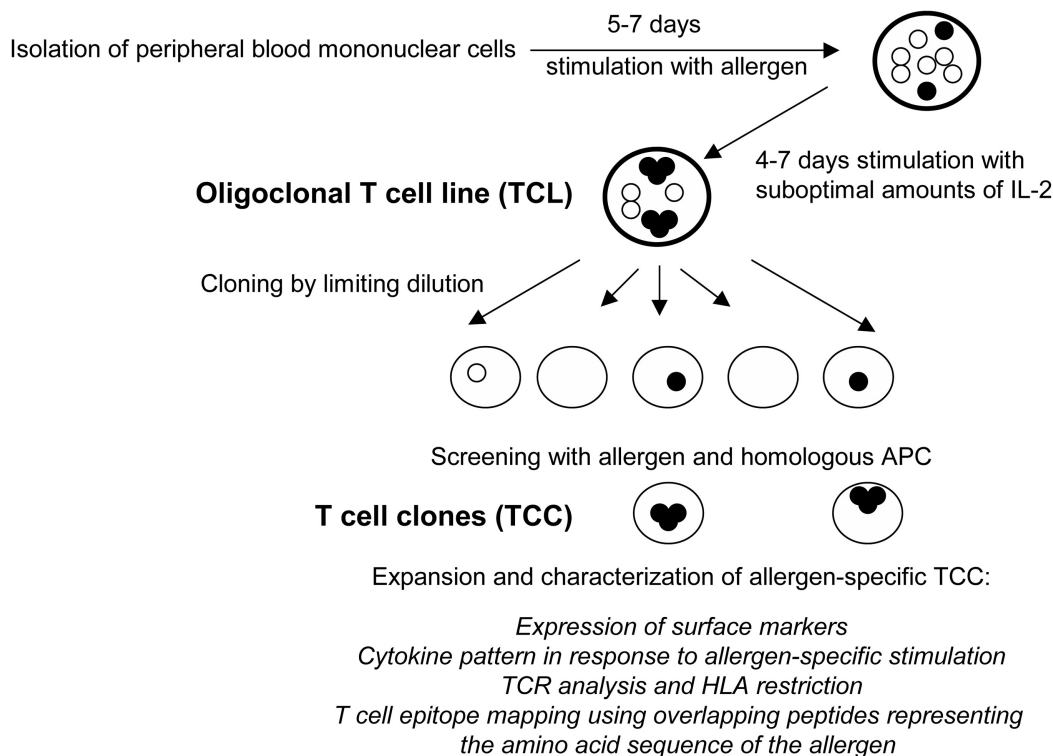 5-7 days
Isolation of peripheral blood mononuclear cells
stimulation with allergen
4-7 days stimulation with
suboptimal amounts of IL-2
Oligoclonal T cell line (TCL)
Cloning by limiting dilution
Screening with allergen and homologous APC
T cell clones (TCC)
Expansion and characterization of allergen-specific TCC:
Expression of surface markers
Cytokine pattern in response to allergen-specific stimulation
TCR analysis and HLA restriction
T cell epitope mapping using overlapping peptides representing
the amino acid sequence of the allergen